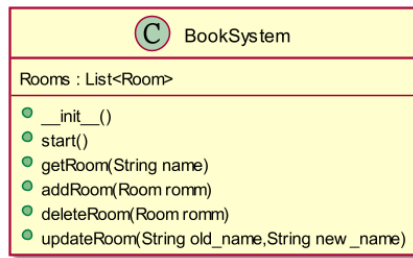 C BookSystem
Rooms : List<Room>
__init__()
start()
getRoom(String name)
addRoom(Room romm)
deleteRoom(Room romm)
updateRoom(String old_name,String new _name)